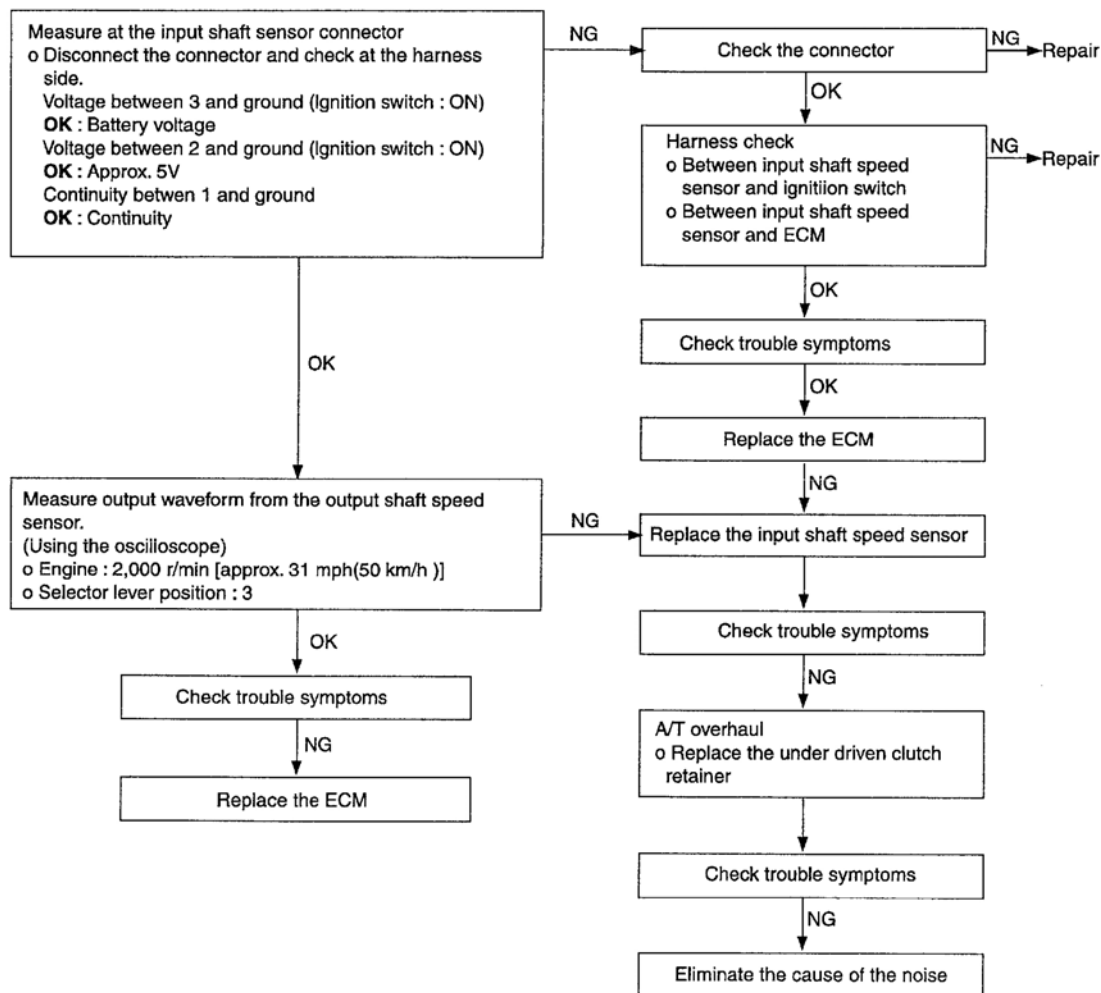 Measure at the input shaft sensor connector
o Disconnect the connector and check at the harness
side.
Voltage between 3 and ground (Ignition switch : ON)
OK : Battery voltage
Voltage between 2 and ground (Ignition switch : ON)
OK : Approx. 5V
Continuity betwen 1 and ground
OK : Continuity
NG
Check the connector
NG
Repair
OK
Harness check
o Between input shaft speed
sensor and ignitiion switch
o Between input shaft speed
sensor and ECM
NG
Repair
OK
Check trouble symptoms
OK
Replace the ECM
NG
OK
Measure output waveform from the output shaft speed
sensor.
(Using the oscilloscope)
o Engine : 2,000 r/min [approx. 31 mph(50 km/h )]
o Selector lever position : 3
NG
Replace the input shaft speed sensor
OK
Check trouble symptoms
NG
Replace the ECM
Check trouble symptoms
NG
A/T overhaul
o Replace the under driven clutch
retainer
Check trouble symptoms
NG
Eliminate the cause of the noise